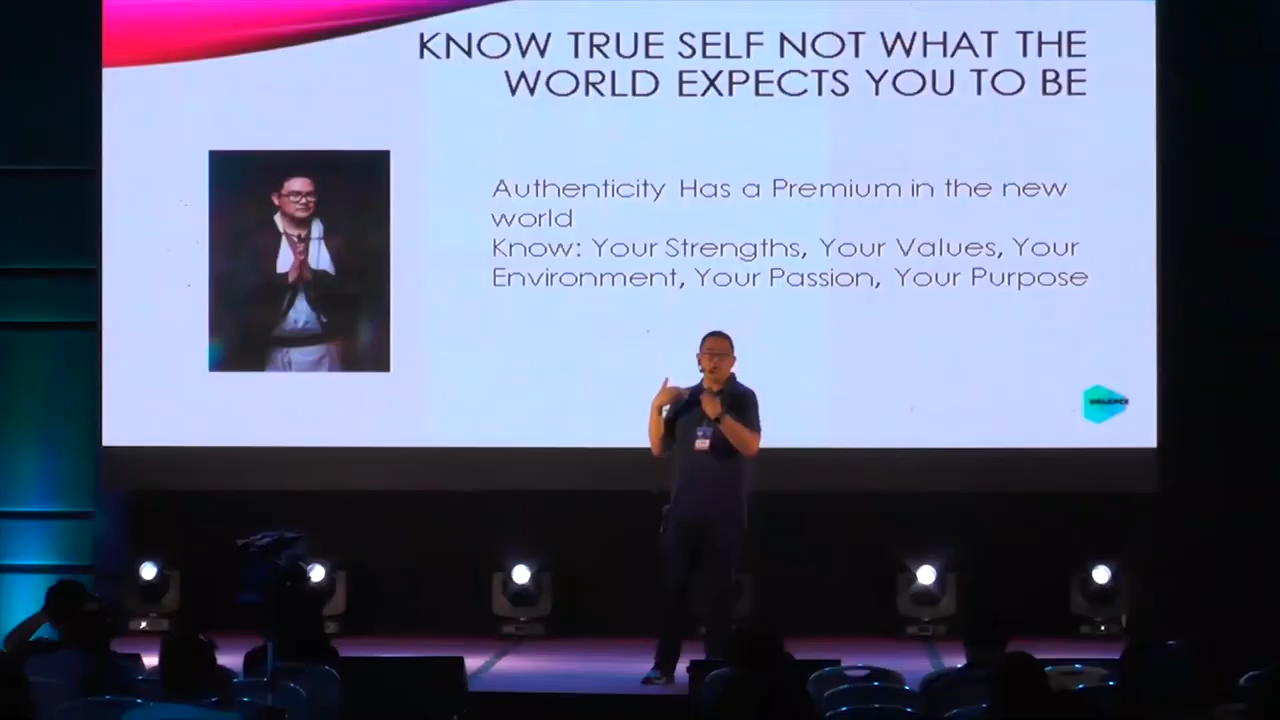 KNOW TRUE SELF NOT WHAT THE
WORLD EXPECTS YOU TO BE
Authenticity Has a Premium in the new
world
Know: Your Strengths, Your Values, Your
Environment, Your Passion, Your Purpose